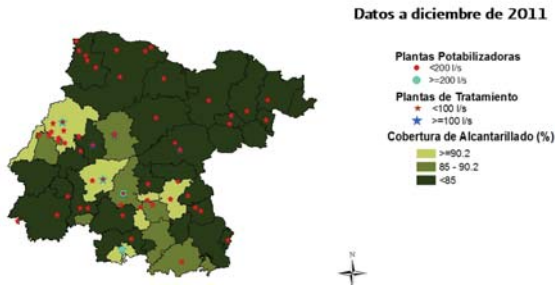 Datos a diciembre de 2011
Plantas Potabilizadoras
<200 l/s
>=200 l/s
Plantas de Tratamiento
<100 l/s
>=100 l/s
Cobertura de Alcantarillado (%)
>=90.2
85 - 90.2
<85
N